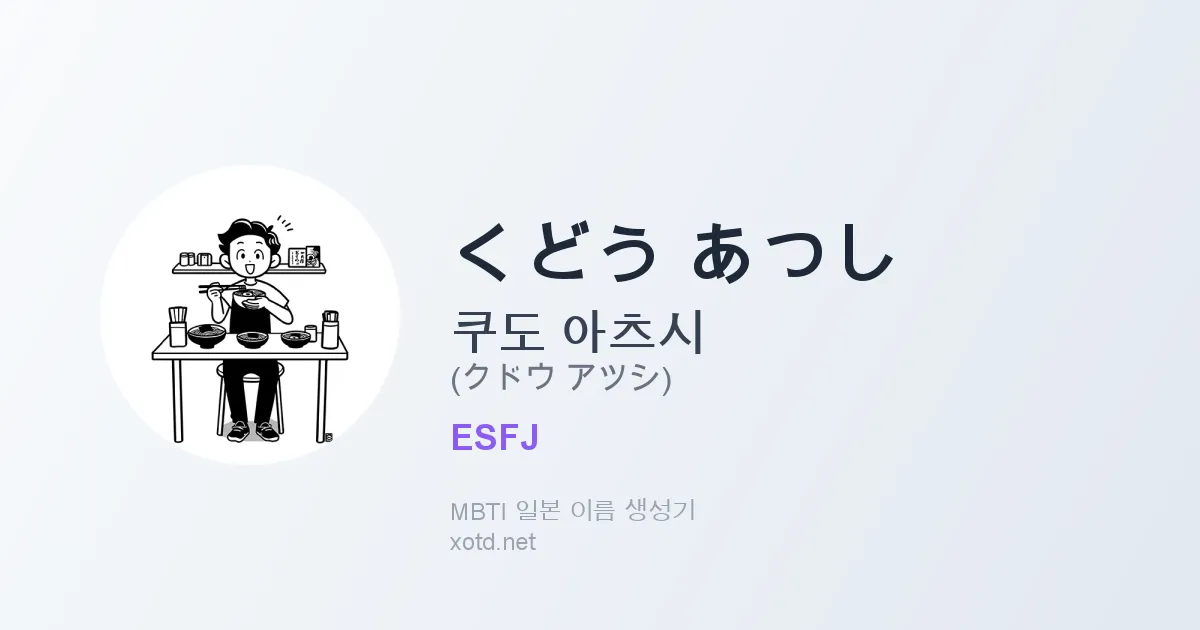 くどう あつし
쿠도 아츠시
(クドウ アツシ)
ESFJ
MBTI 일본 이름 생성기
xotd.net